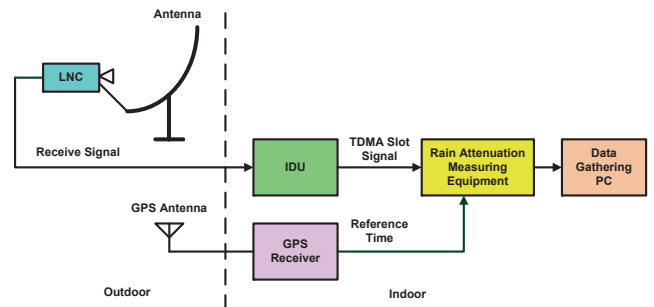 Antenna
LNC
Receive Signal
IDU
TDMA Slot
Signal
Rain Attenuation
Measuring
Equipment
Data
Gathering
PC
GPS Antenna
GPS
Receiver
Reference
Time
Outdoor
Indoor